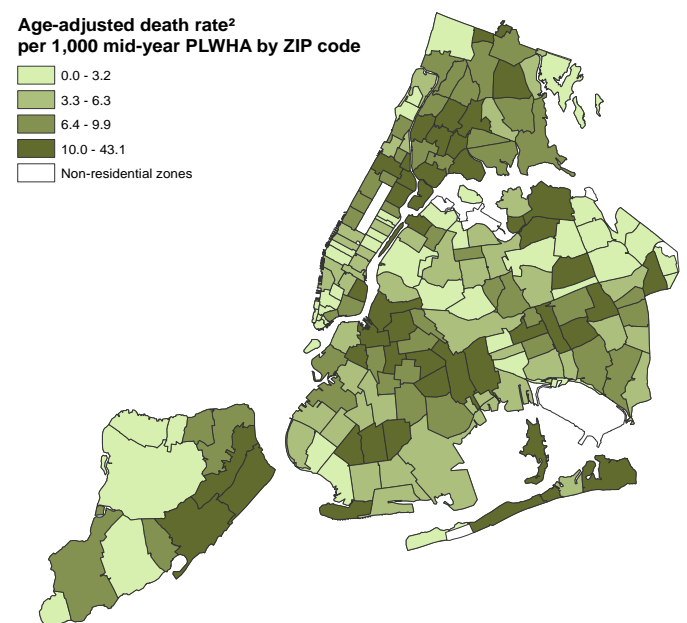 Age-adjusted death rate²
per 1,000 mid-year PLWHA by ZIP code
0.0 - 3.2
3.3 - 6.3
6.4 - 9.9
10.0 - 43.1
Non-residential zones